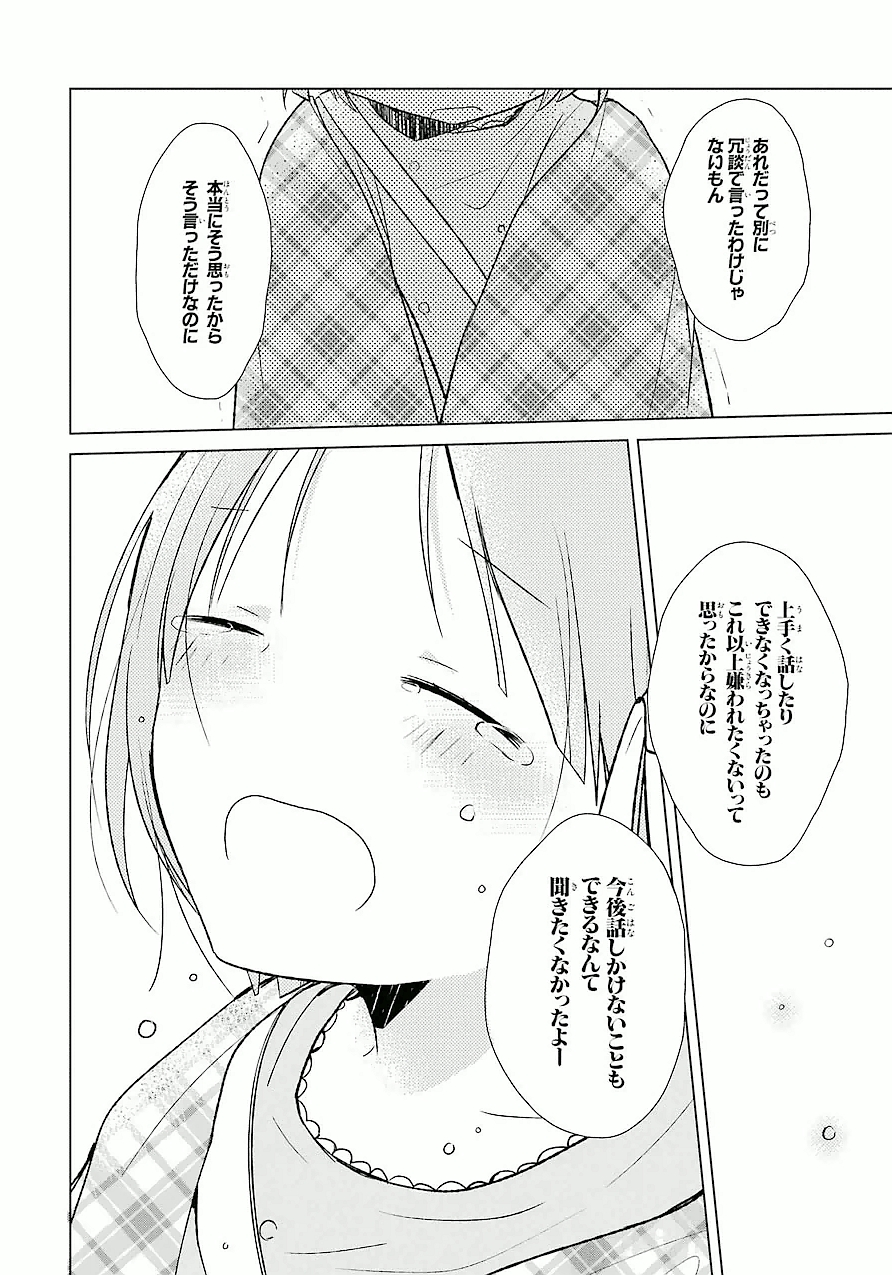 あれだって別に
冗談で言ったわけじゃ
ないもん
本当にそう思ったから
そう言っただけなのに
上手く話したり
できなくなっちゃったのも
これ以上嫌われたくないって
思ったからなのに
今後話しかけないことも
できるなんて
聞きたくなかったよー